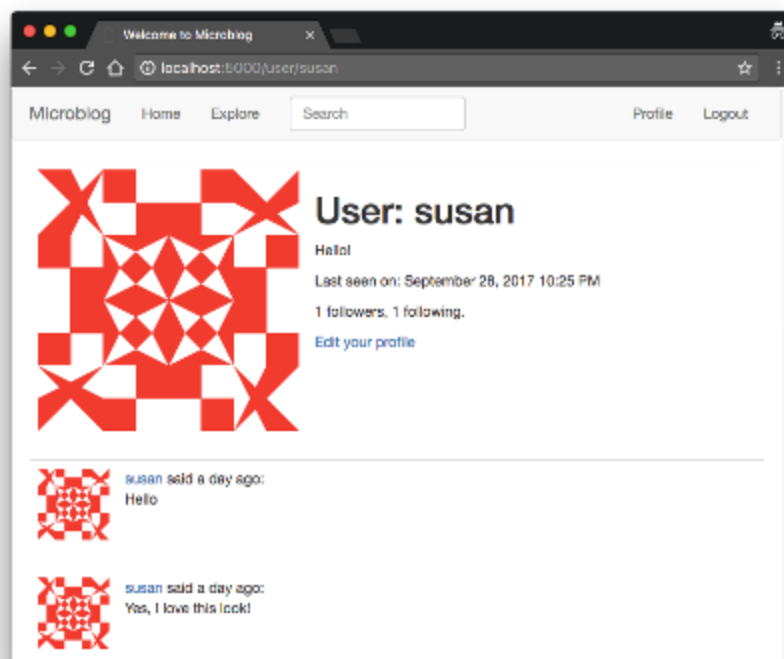 Welcome to Microblog
localhost:5000/user/susan
Microblog Home Explore Search Profile Logout
User: susan
Hello!
Last seen on: September 28, 2017 10:25 PM
1 followers, 1 following.
Edit your profile
susan said a day ago:
Hello
susan said a day ago:
Yes, I love this look!